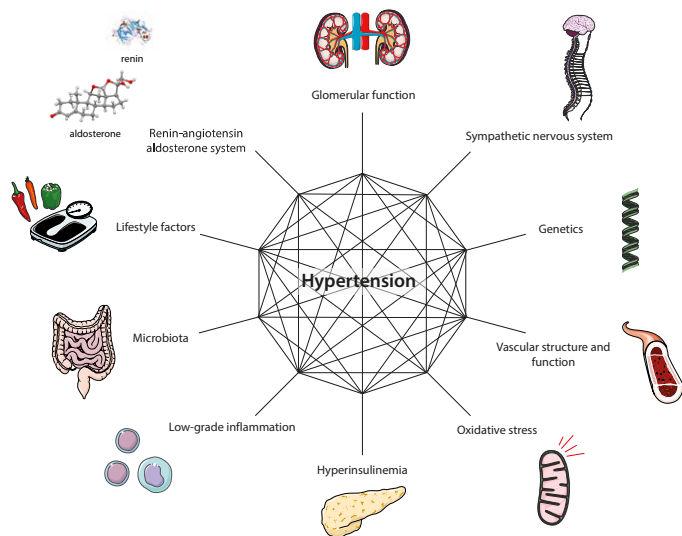 renin
Glomerular function
aldosterone
Renin-angiotensin
aldosterone system
Sympathetic nervous system
Lifestyle factors
Genetics
Hypertension
Microbiota
Vascular structure and
function
Low-grade inflammation
Oxidative stress
Hyperinsulinemia